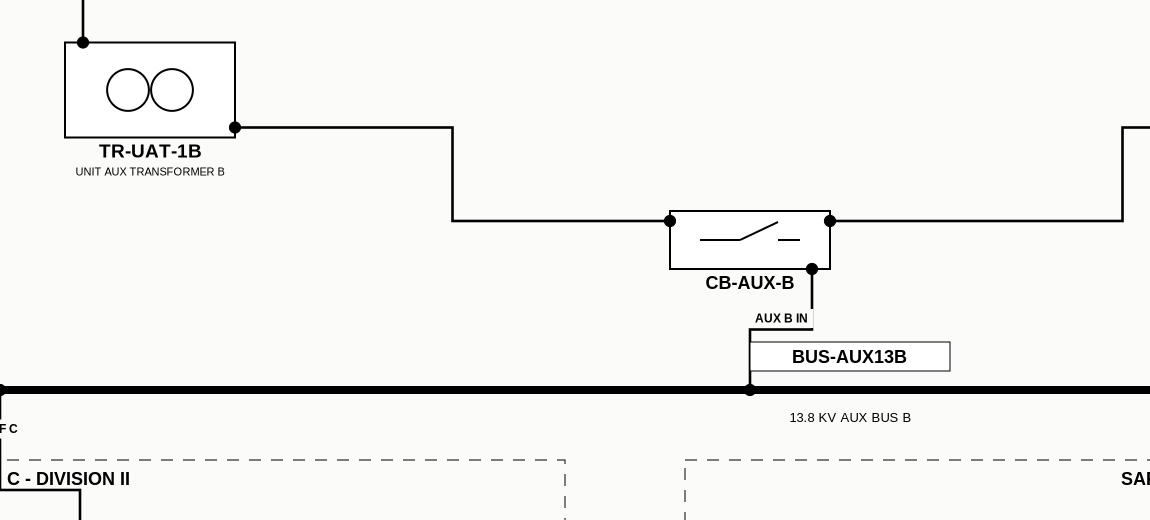 TR-UAT-1B
UNIT AUX TRANSFORMER B
CB-AUX-B
AUX B IN
BUS-AUX13B
13.8 KV AUX BUS B
F C
C - DIVISION II